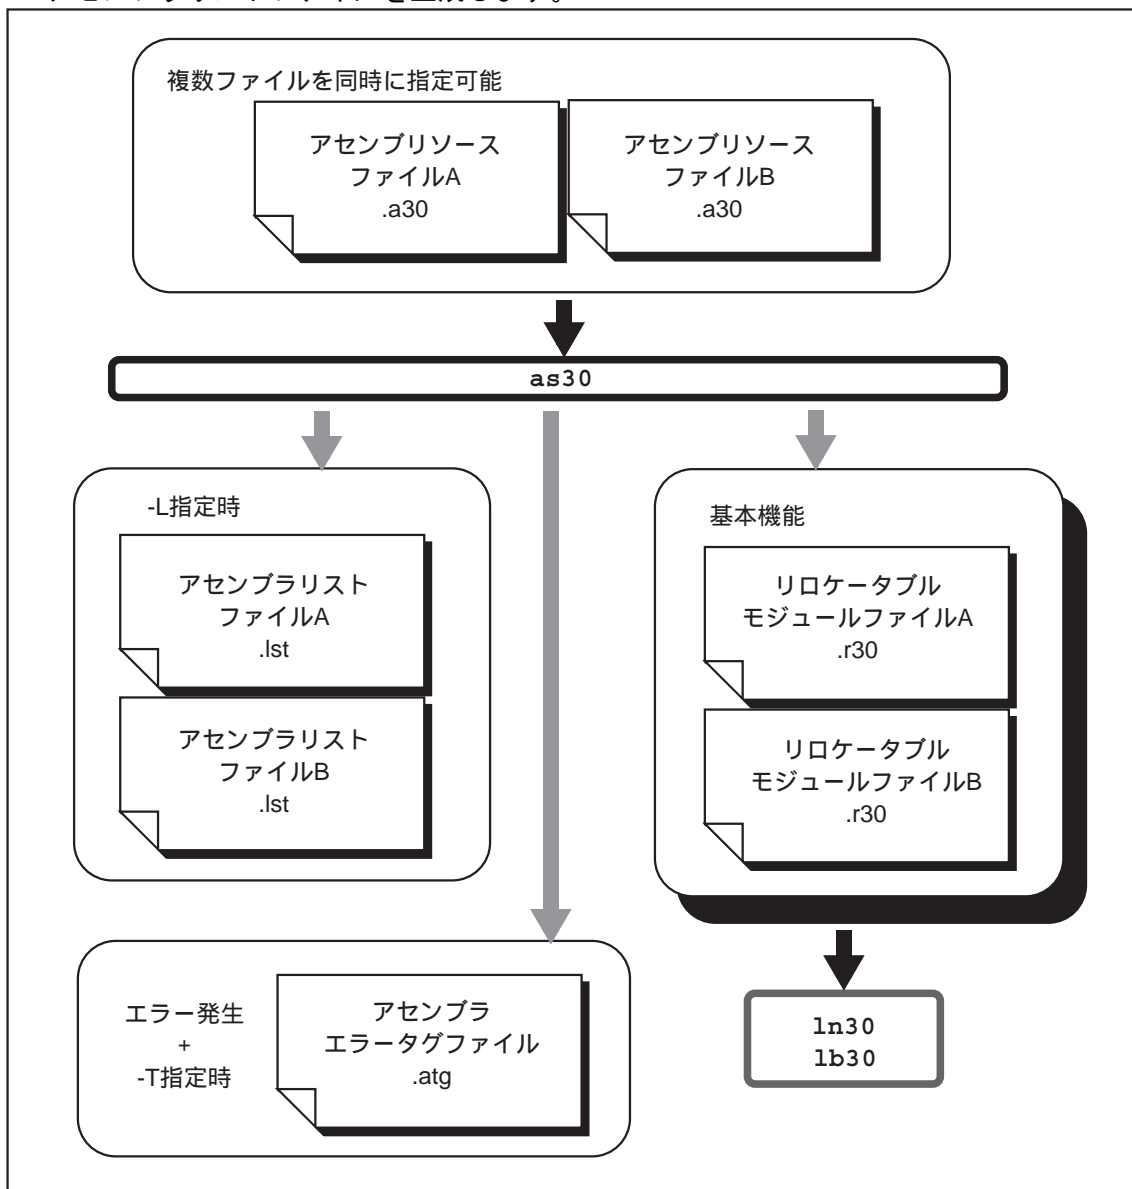 複数ファイルを同時に指定可能
アセンブリソース
ファイルA
.a30
アセンブリソース
ファイルB
.a30
as30
-L指定時
アセンブラリスト
ファイルA
.lst
アセンブラリスト
ファイルB
.lst
基本機能
リロケータブル
モジュールファイルA
.r30
リロケータブル
モジュールファイルB
.r30
エラー発生
+
-T指定時
アセンブラ
エラータグファイル
.atg
ln30
lb30